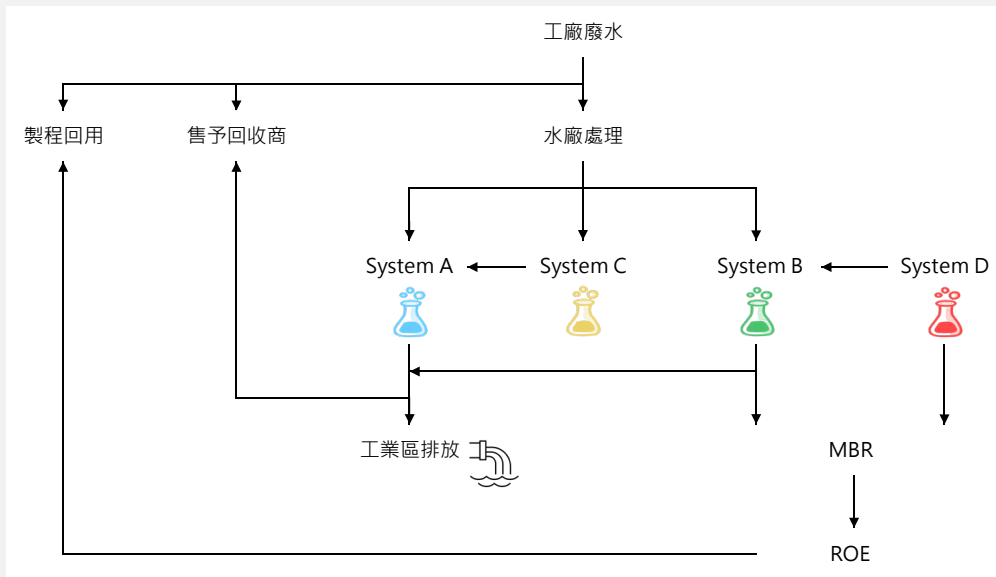 工廠廢水
製程回用
售予回收商
水廠處理
System A
System C
System B
System D
工業區排放
MBR
ROE